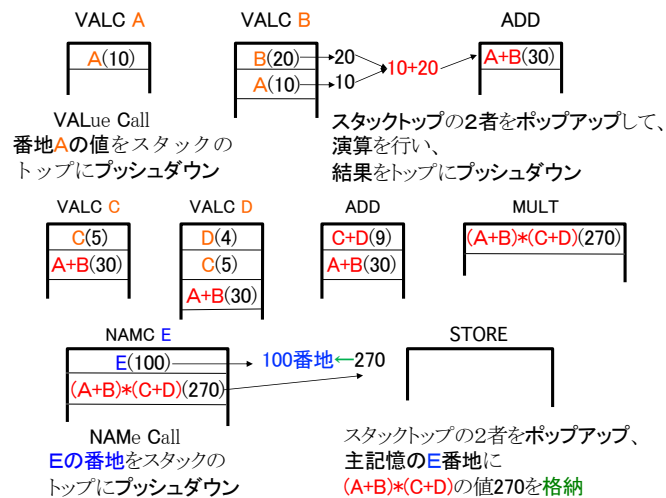 VALC A
VALC B
ADD
A(10)
B(20)
A(10)
20
10
10+20
A+B(30)
VALue Call
番地Aの値をスタックの
トップにプッシュダウン
スタックトップの2者をポップアップして、
演算を行い、
結果をトップにプッシュダウン
VALC C
VALC D
ADD
MULT
C(5)
A+B(30)
D(4)
C(5)
A+B(30)
C+D(9)
A+B(30)
(A+B)*(C+D)(270)
NAMC E
STORE
E(100)
(A+B)*(C+D)(270)
100番地←270
NAMe Call
Eの番地をスタックの
トップにプッシュダウン
スタックトップの2者をポップアップ、
主記憶のE番地に
(A+B)*(C+D)の値270を格納